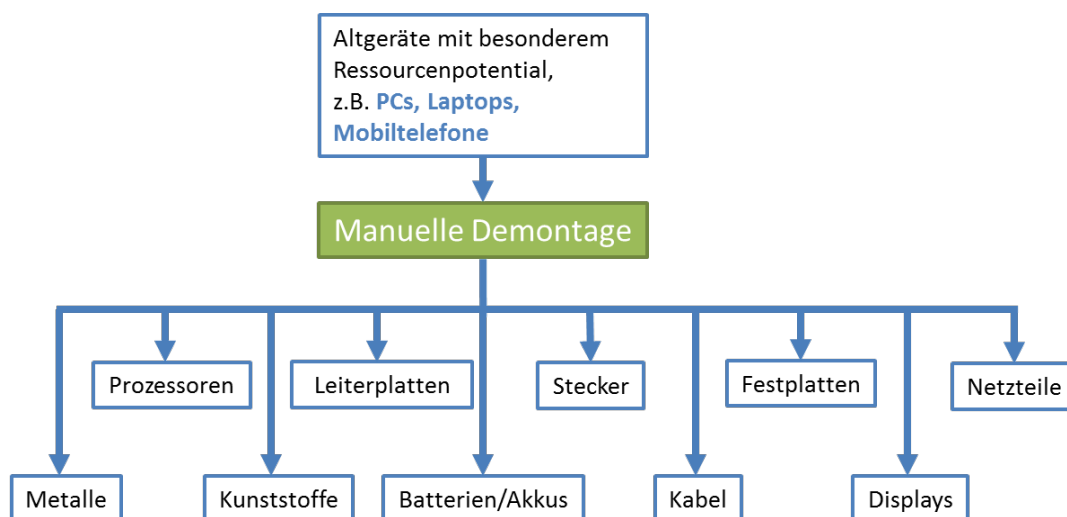 Altgeräte mit besonderem
Ressourcenpotential,
z.B. PCs, Laptops,
Mobiltelefone
Manuelle Demontage
Prozessoren
Leiterplatten
Stecker
Festplatten
Netzteile
Metalle
Kunststoffe
Batterien/Akkus
Kabel
Displays